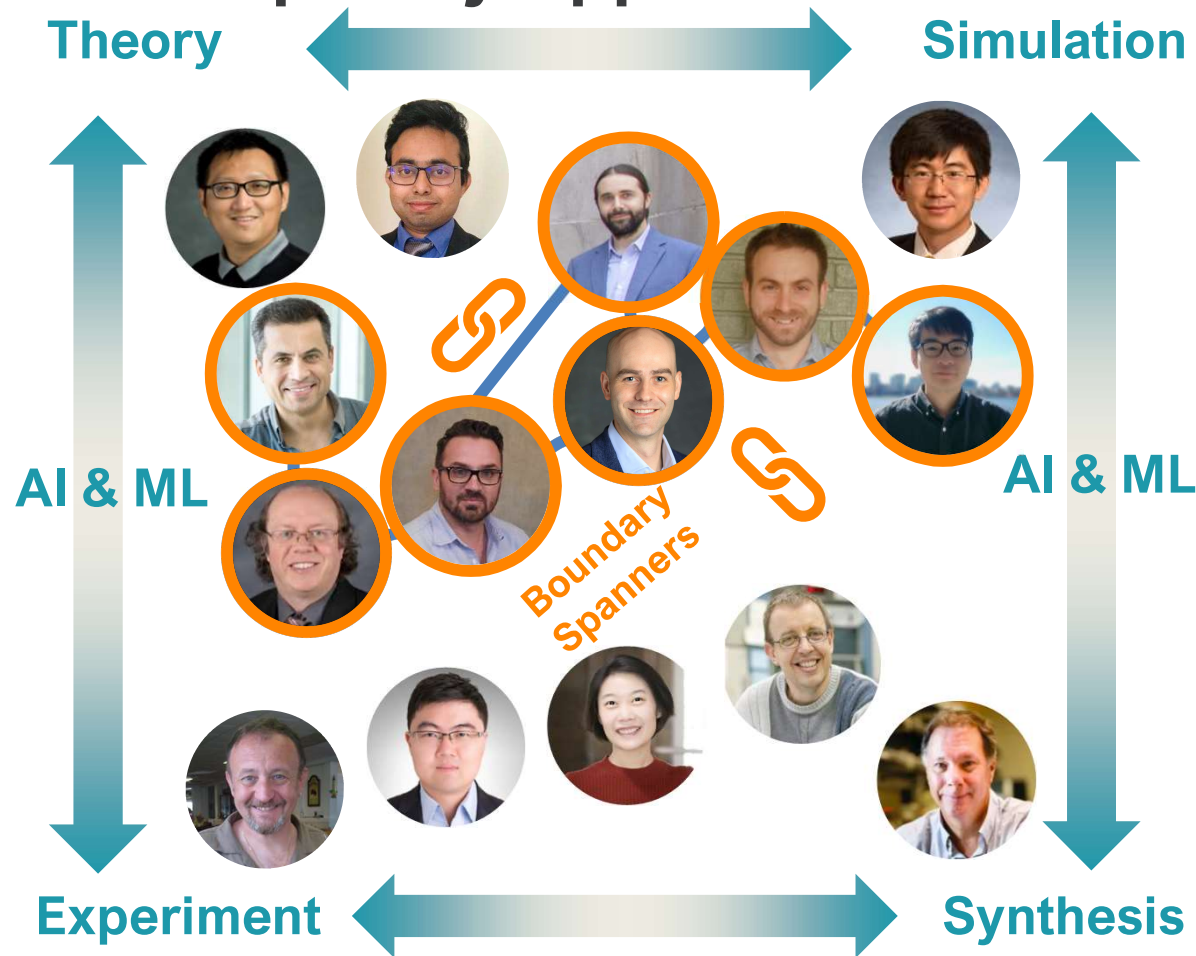 Theory
Simulation
AI & ML
AI & ML
Boundary
Spanners
Experiment
Synthesis